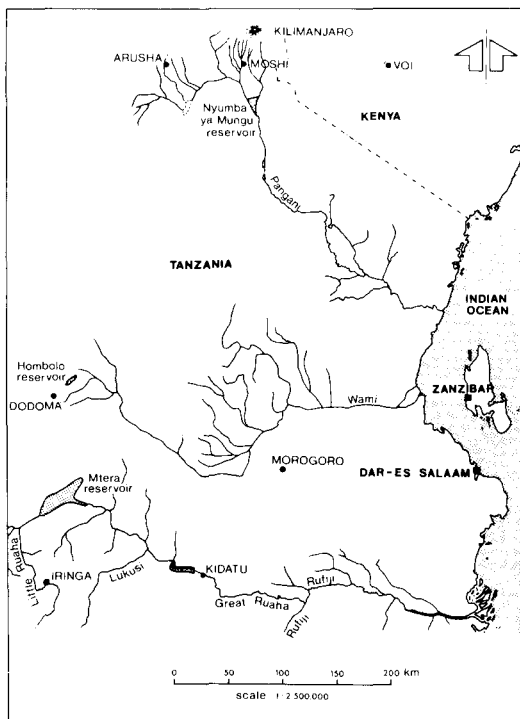 KILIMANJARO
ARUSHA
MOSHI
VOI
Nyumba
ya Mungu
reservoir
KENYA
Pangani
TANZANIA
INDIAN
OCEAN
Hombolo
reservoir
DODOMA
ZANZIBAR
Wami
MOROGORO
DAR-ES SALAAM
Mtera
reservoir
Little Ruaha
IRINGA
Lukusi
KIDATU
Great Ruaha
Rufiji
Rufiji
0 50 100 150 200 km
scale 1:2 500,000